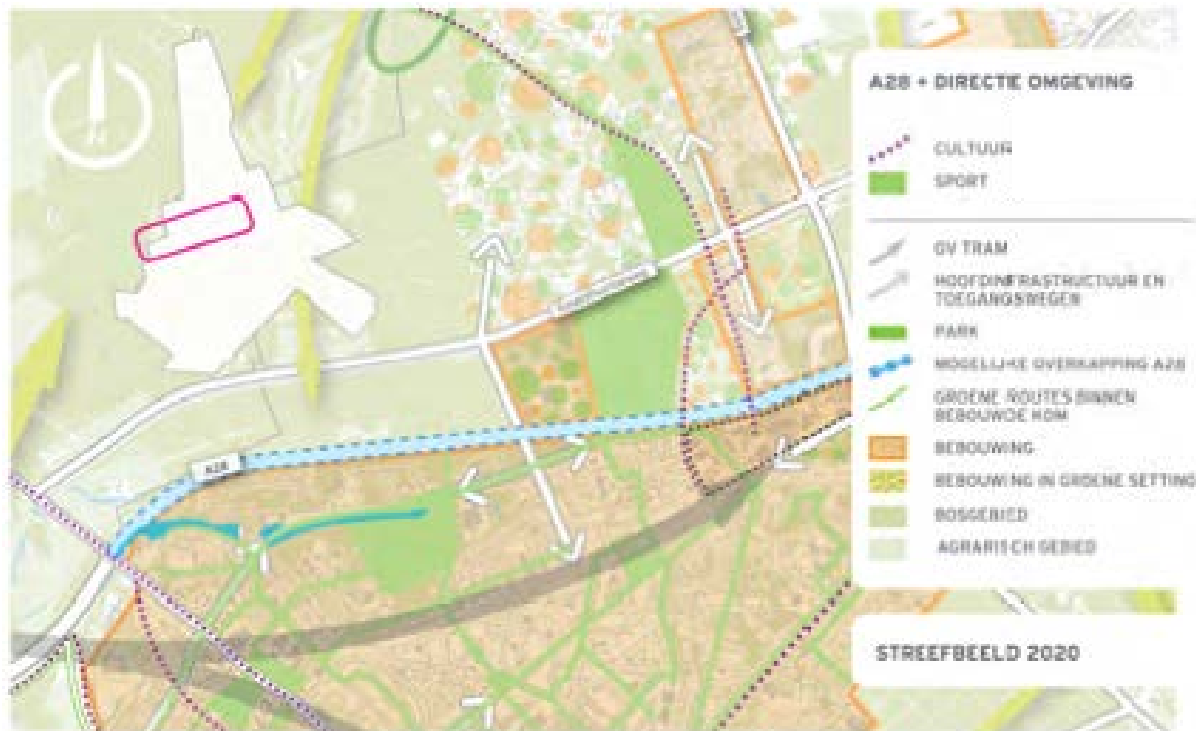 A28 + DIRECTE OMGEVING
CULTUUR
SPORT
OV TRAM
HOOFDINFRASTRUCTUUR EN
TOEGANGSWEGEN
PARK
MOGELIJKE OVERKAPPING A28
GROENE ROUTES BINNEN
BEBOUWDE KOM
BEBOUWING
BEBOUWING IN GROENE SETTING
BOSGEBIED
AGRARISCH GEBIED
STREEFBEELD 2020
A28